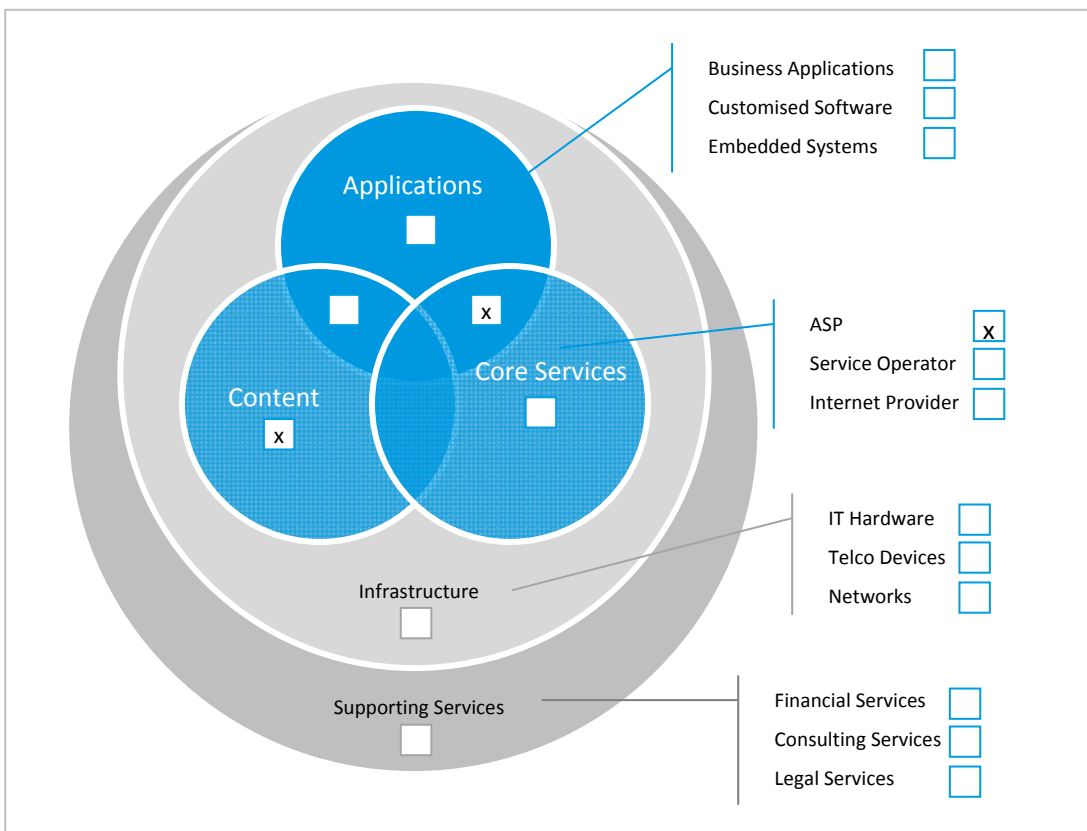 Business Applications
Customised Software
Embedded Systems
Applications
x
ASP x
Service Operator
Internet Provider
Core Services
Content
x
IT Hardware
Telco Devices
Networks
Infrastructure
Supporting Services
Financial Services
Consulting Services
Legal Services